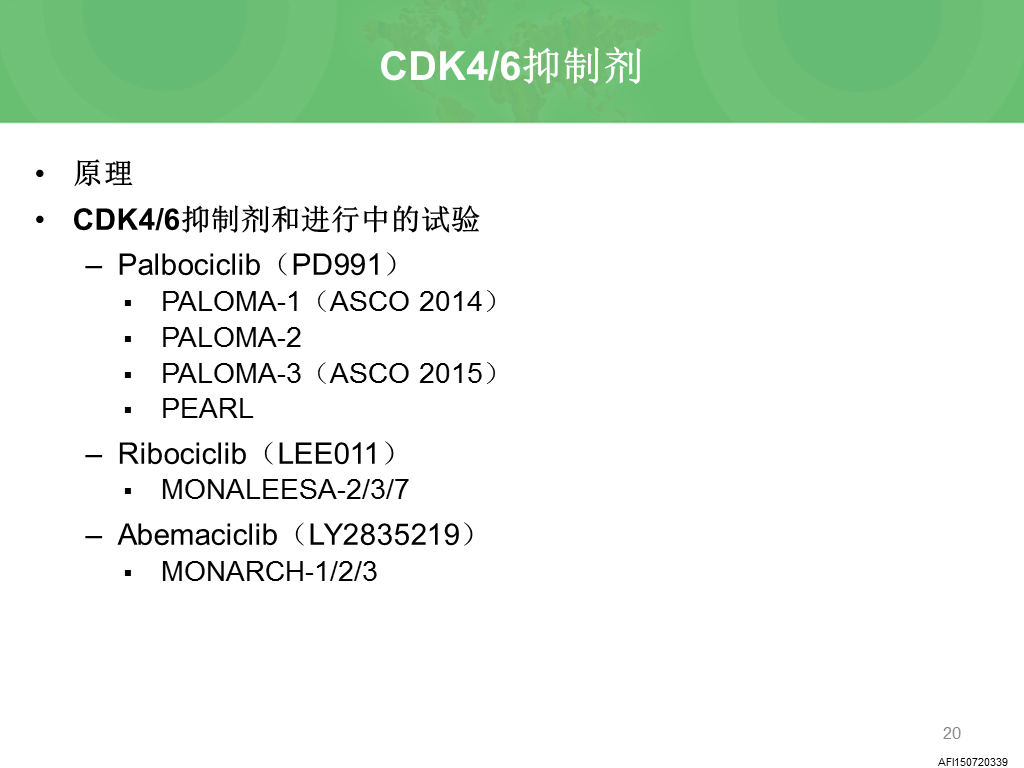 CDK4/6抑制剂
• 原理
• CDK4/6抑制剂和进行中的试验
– Palbociclib（PD991）
▪ PALOMA-1（ASCO 2014）
▪ PALOMA-2
▪ PALOMA-3（ASCO 2015）
▪ PEARL
– Ribociclib（LEE011）
▪ MONALEESA-2/3/7
– Abemaciclib（LY2835219）
▪ MONARCH-1/2/3
20
AFI150720339